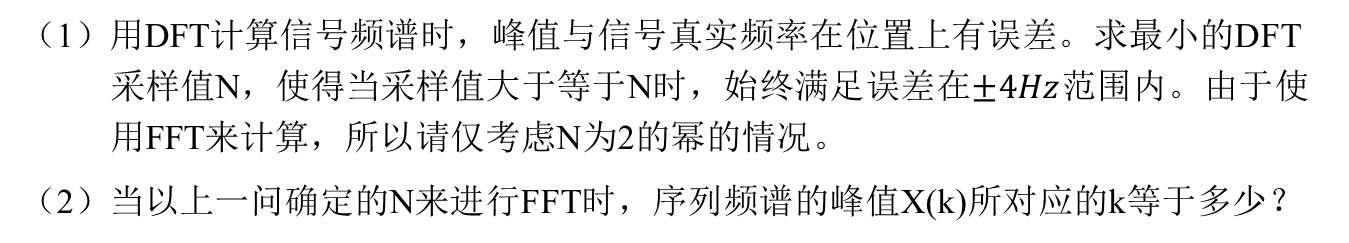 （1）用DFT计算信号频谱时，峰值与信号真实频率在位置上有误差。求最小的DFT
采样值N，使得当采样值大于等于N时，始终满足误差在±4Hz范围内。由于使
用FFT来计算，所以请仅考虑N为2的幂的情况。
（2）当以上一问确定的N来进行FFT时，序列频谱的峰值X(k)所对应的k等于多少？